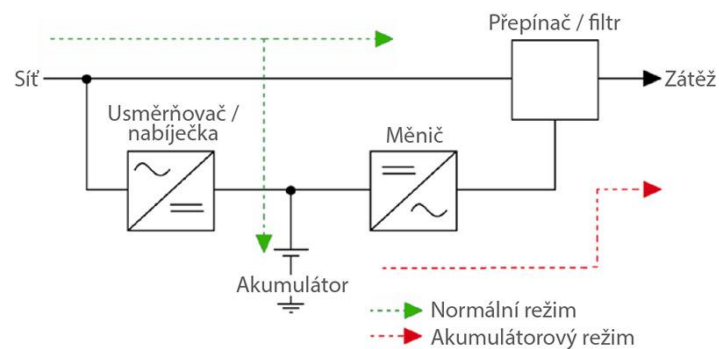 Přepínač / filtr
Síť
Zátěž
Usměrňovač /
nabíječka
Měnič
Akumulátor
Normální režim
Akumulátorový režim